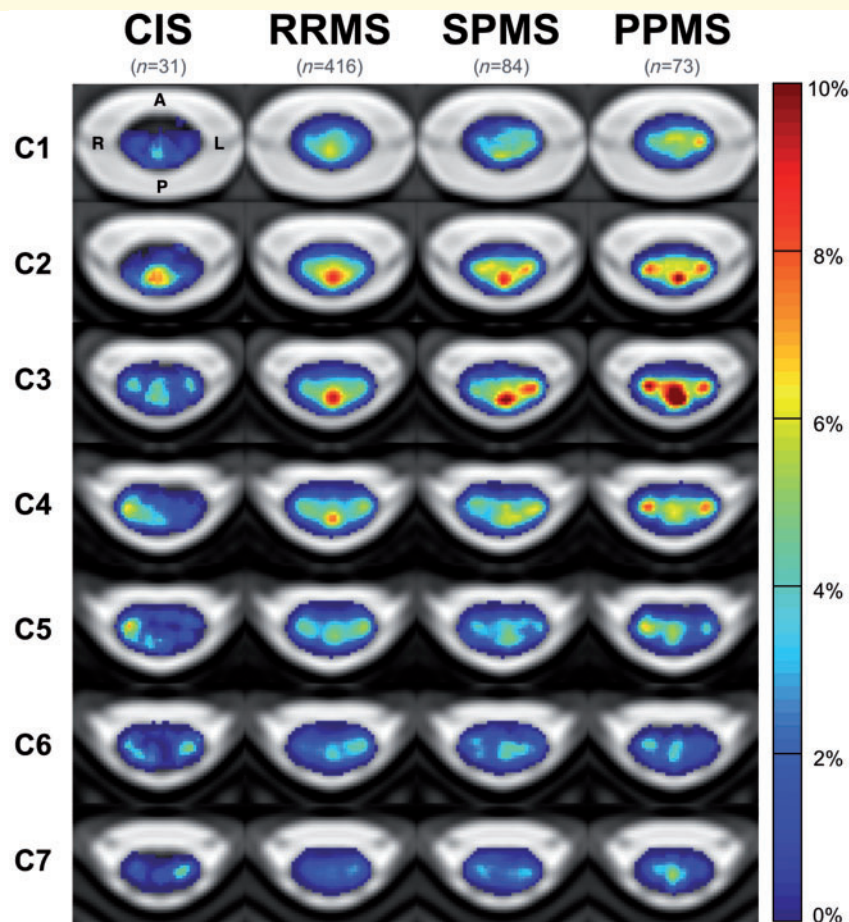 CIS RRMS SPMS PPMS
(n=31) (n=416) (n=84) (n=73)
10%
A
C1 R L
P
C2
8%
C3
6%
C4
4%
C5
C6
2%
C7
0%